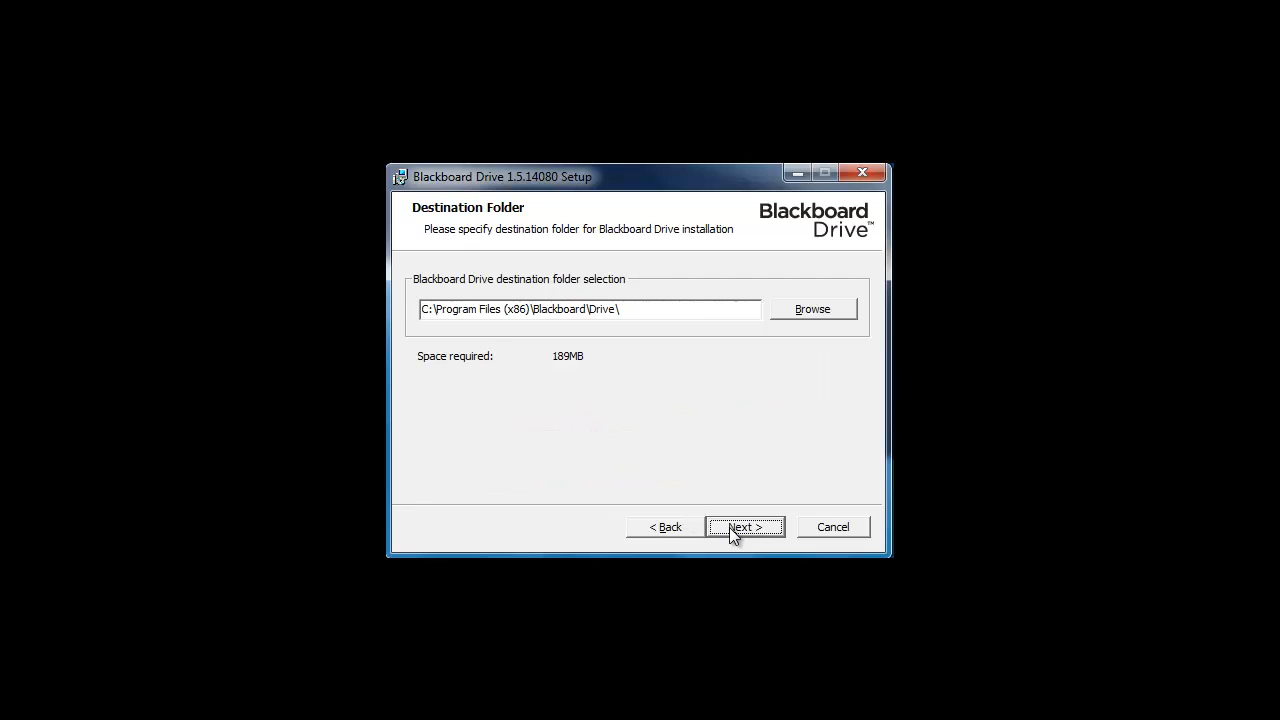 Blackboard Drive 1.5.14080 Setup
Destination Folder
Please specify destination folder for Blackboard Drive installation
Blackboard
Drive™
Blackboard Drive destination folder selection
C:\Program Files (x86)\Blackboard\Drive\
Browse
Space required: 189MB
< Back
Next >
Cancel